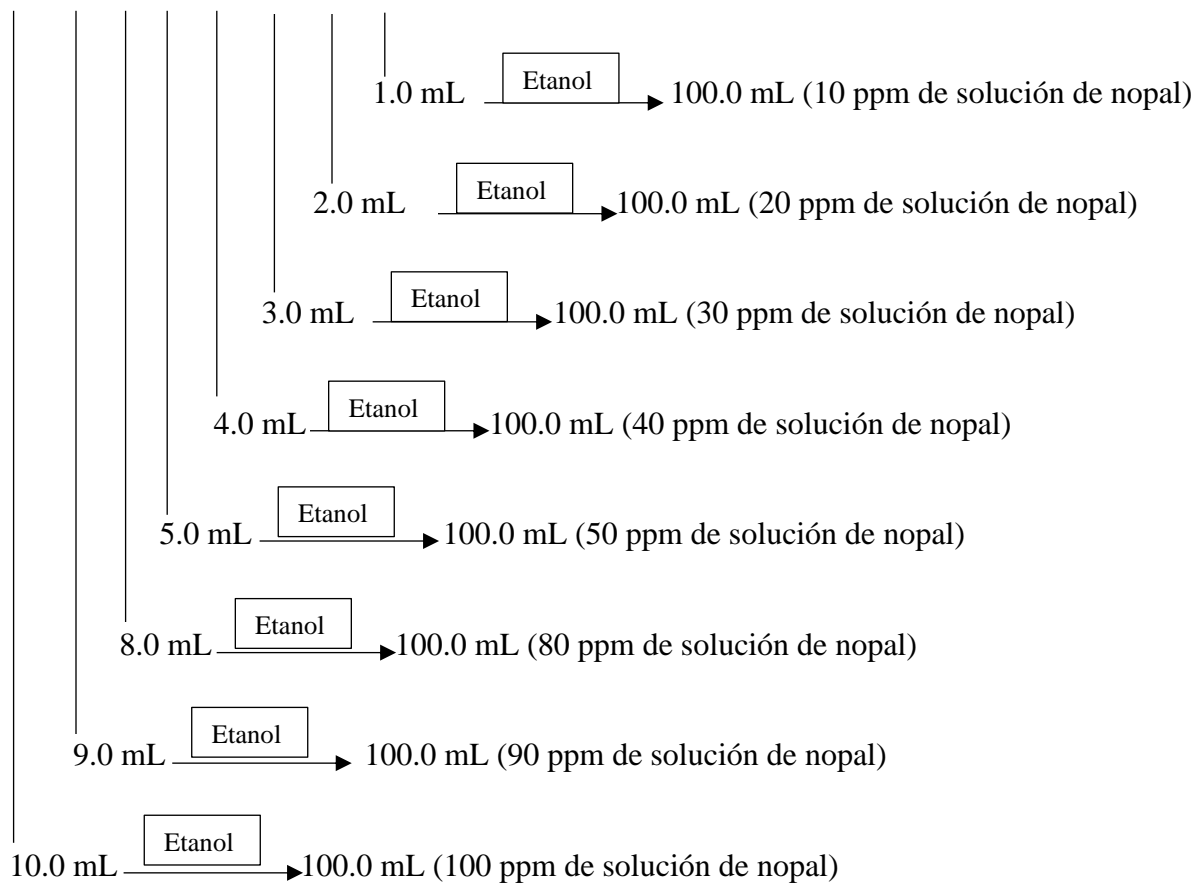 Etanol
1.0 mL 100.0 mL (10 ppm de solución de nopal)
Etanol
2.0 mL 100.0 mL (20 ppm de solución de nopal)
Etanol
3.0 mL 100.0 mL (30 ppm de solución de nopal)
Etanol
4.0 mL 100.0 mL (40 ppm de solución de nopal)
Etanol
5.0 mL 100.0 mL (50 ppm de solución de nopal)
Etanol
8.0 mL 100.0 mL (80 ppm de solución de nopal)
Etanol
9.0 mL 100.0 mL (90 ppm de solución de nopal)
Etanol
10.0 mL 100.0 mL (100 ppm de solución de nopal)